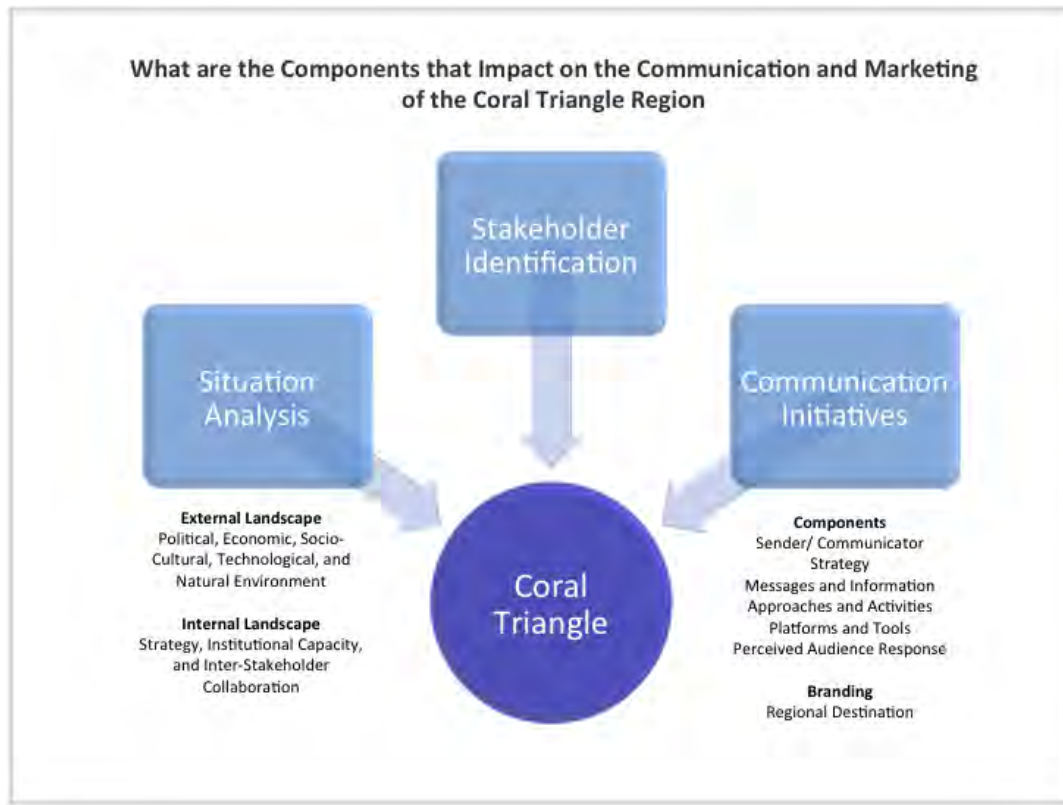 What are the Components that Impact on the Communication and Marketing
of the Coral Triangle Region
Stakeholder
Identification
Situation
Analysis
Communication
Initiatives
External Landscape
Political, Economic, Socio-
Cultural, Technological, and
Natural Environment
Internal Landscape
Strategy, Institutional Capacity,
and Inter-Stakeholder
Collaboration
Coral
Triangle
Components
Sender/ Communicator
Strategy
Messages and Information
Approaches and Activities
Platforms and Tools
Perceived Audience Response
Branding
Regional Destination